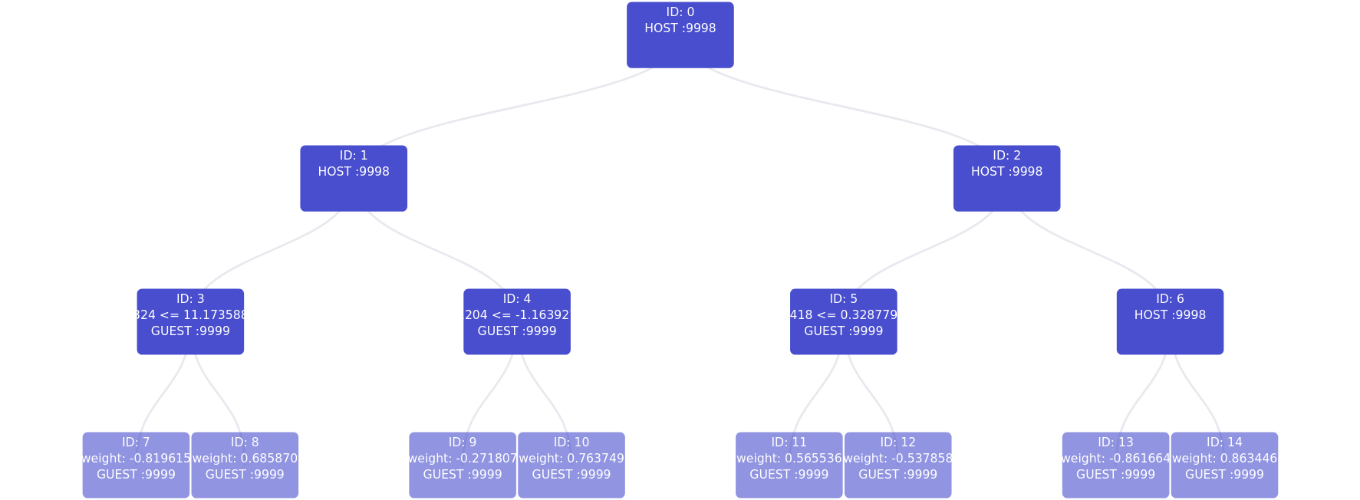 ID: 0
HOST :9998
ID: 1
HOST :9998
ID: 2
HOST :9998
ID: 3
324 <= 11.173588
GUEST :9999
ID: 4
204 <= -1.16392
GUEST :9999
ID: 5
418 <= 0.328779
GUEST :9999
ID: 6
HOST :9998
ID: 7
weight: -0.819615
GUEST :9999
ID: 8
weight: 0.685870
GUEST :9999
ID: 9
weight: -0.271807
GUEST :9999
ID: 10
weight: 0.763749
GUEST :9999
ID: 11
weight: 0.565536
GUEST :9999
ID: 12
weight: -0.537858
GUEST :9999
ID: 13
weight: -0.861664
GUEST :9999
ID: 14
weight: 0.863446
GUEST :9999